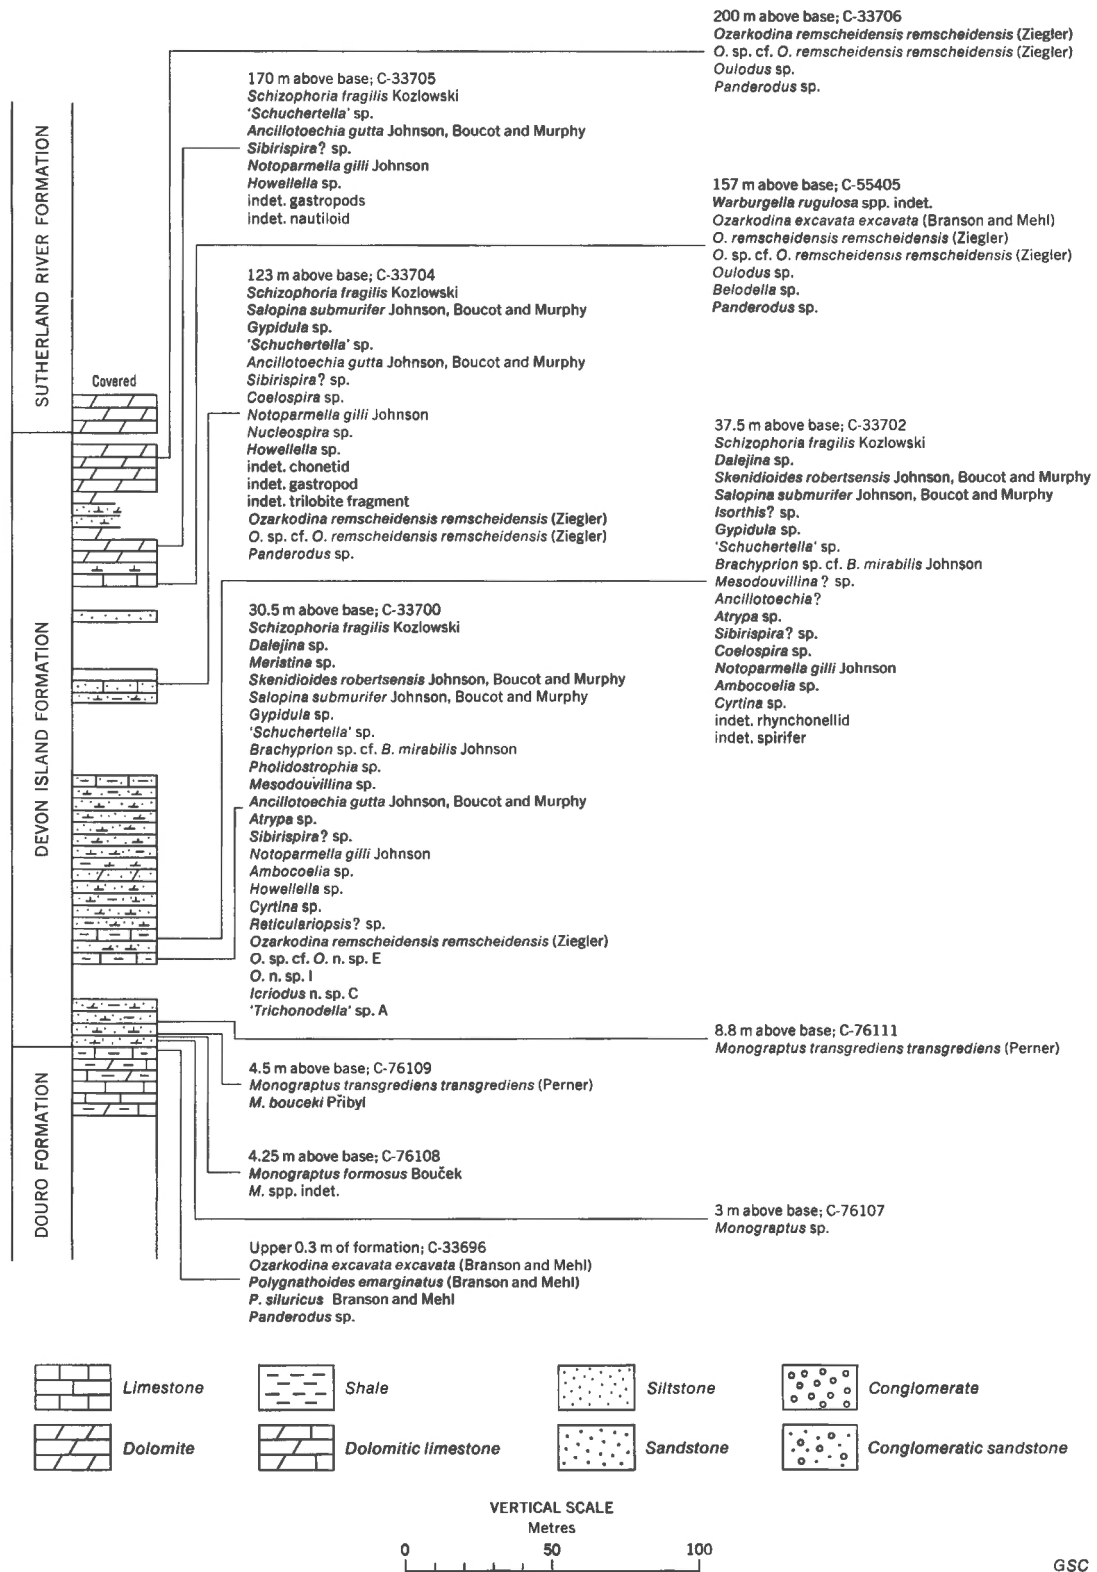 200 m above base; C-33706
Ozarkodina remscheidensis remscheidensis (Ziegler)
O. sp. cf. O. remscheidensis remscheidensis (Ziegler)
Oulodus sp.
Panderodus sp.
170 m above base; C-33705
Schizophoria fragilis Kozlowski
'Schuchertella' sp.
Ancillotoechia gutta Johnson, Boucot and Murphy
Sibirispira? sp.
Notoparmella gilli Johnson
Howellella sp.
indet. gastropods
indet. nautiloid
157 m above base; C-55405
Warburgella rugulosa spp. indet.
Ozarkodina excavata excavata (Branson and Mehl)
O. remscheidensis remscheidensis (Ziegler)
O. sp. cf. O. remscheidensis remscheidensis (Ziegler)
Oulodus sp.
Belodella sp.
Panderodus sp.
123 m above base; C-33704
Schizophoria fragilis Kozlowski
Salopina submurifer Johnson, Boucot and Murphy
Gypidula sp.
'Schuchertella' sp.
Ancillotoechia gutta Johnson, Boucot and Murphy
Sibirispira? sp.
Coelospira sp.
Notoparmella gilli Johnson
Nucleospira sp.
Howellella sp.
indet. chonetid
indet. gastropod
indet. trilobite fragment
Ozarkodina remscheidensis remscheidensis (Ziegler)
O. sp. cf. O. remscheidensis remscheidensis (Ziegler)
Panderodus sp.
37.5 m above base; C-33702
Schizophoria fragilis Kozlowski
Dalejina sp.
Skenidioides robertsensis Johnson, Boucot and Murphy
Salopina submurifer Johnson, Boucot and Murphy
Isorthis? sp.
Gypidula sp.
'Schuchertella' sp.
Brachyprion sp. cf. B. mirabilis Johnson
Mesodouvillina? sp.
Ancillotoechia?
Atrypa sp.
Sibirispira? sp.
Coelospira sp.
Notoparmella gilli Johnson
Ambocoelia sp.
Cyrtina sp.
indet. rhynchonellid
indet. spirifer
30.5 m above base; C-33700
Schizophoria fragilis Kozlowski
Dalejina sp.
Meristina sp.
Skenidioides robertsensis Johnson, Boucot and Murphy
Salopina submurifer Johnson, Boucot and Murphy
Gypidula sp.
'Schuchertella' sp.
Brachyprion sp. cf. B. mirabilis Johnson
Pholidostrophia sp.
Mesodouvillina sp.
Ancillotoechia gutta Johnson, Boucot and Murphy
Atrypa sp.
Sibirispira? sp.
Notoparmella gilli Johnson
Ambocoelia sp.
Howellella sp.
Cyrtina sp.
Reticulariopsis? sp.
Ozarkodina remscheidensis remscheidensis (Ziegler)
O. sp. cf. O. n. sp. E
O. n. sp. I
Icriodus n. sp. C
'Trichonodella' sp. A
8.8 m above base; C-76111
Monograptus transgrediens transgrediens (Perner)
4.5 m above base; C-76109
Monograptus transgrediens transgrediens (Perner)
M. bouceki Přibyl
4.25 m above base; C-76108
Monograptus formosus Bouček
M. spp. indet.
3 m above base; C-76107
Monograptus sp.
Upper 0.3 m of formation; C-33696
Ozarkodina excavata excavata (Branson and Mehl)
Polygnathoides emarginatus (Branson and Mehl)
P. siluricus Branson and Mehl
Panderodus sp.
SUTHERLAND RIVER FORMATION
Covered
DEVON ISLAND FORMATION
DOURO FORMATION
Limestone
Shale
Siltstone
Conglomerate
Dolomite
Dolomitic limestone
Sandstone
Conglomeratic sandstone
VERTICAL SCALE
Metres
0 50 100
GSC